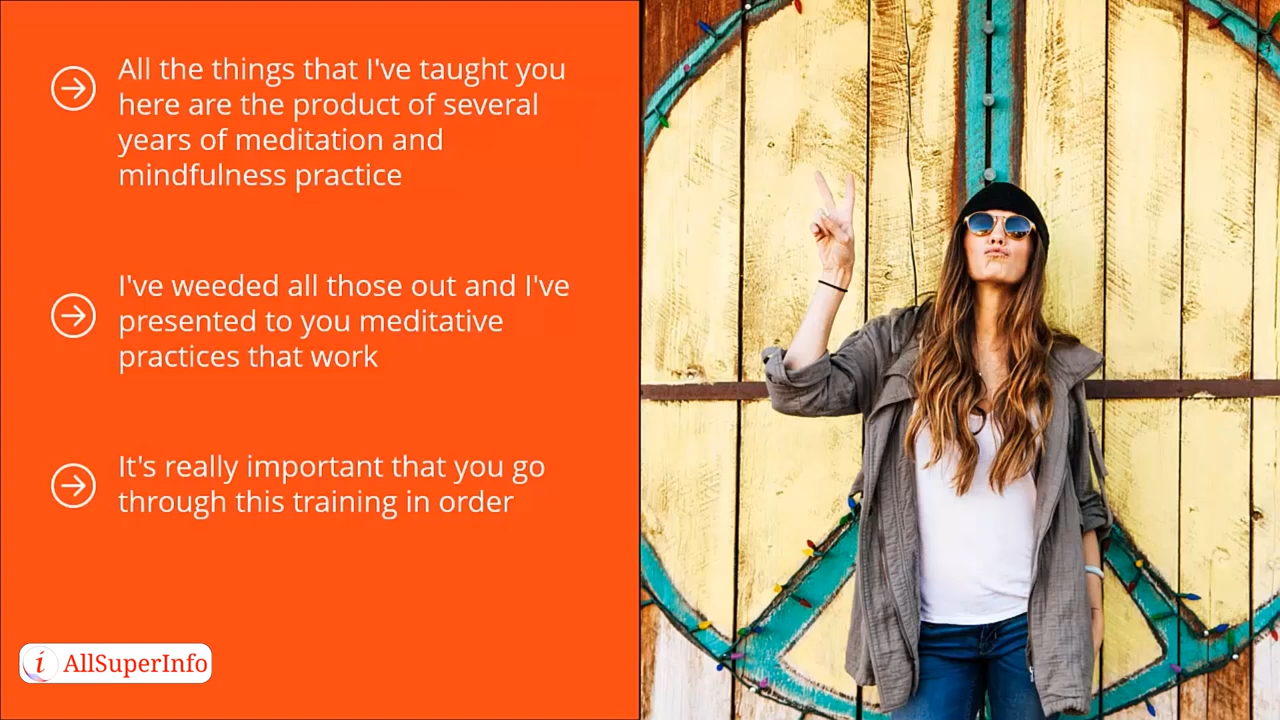 All the things that I've taught you
here are the product of several
years of meditation and
mindfulness practice
I've weeded all those out and I've
presented to you meditative
practices that work
It's really important that you go
through this training in order
i AllSuperInfo